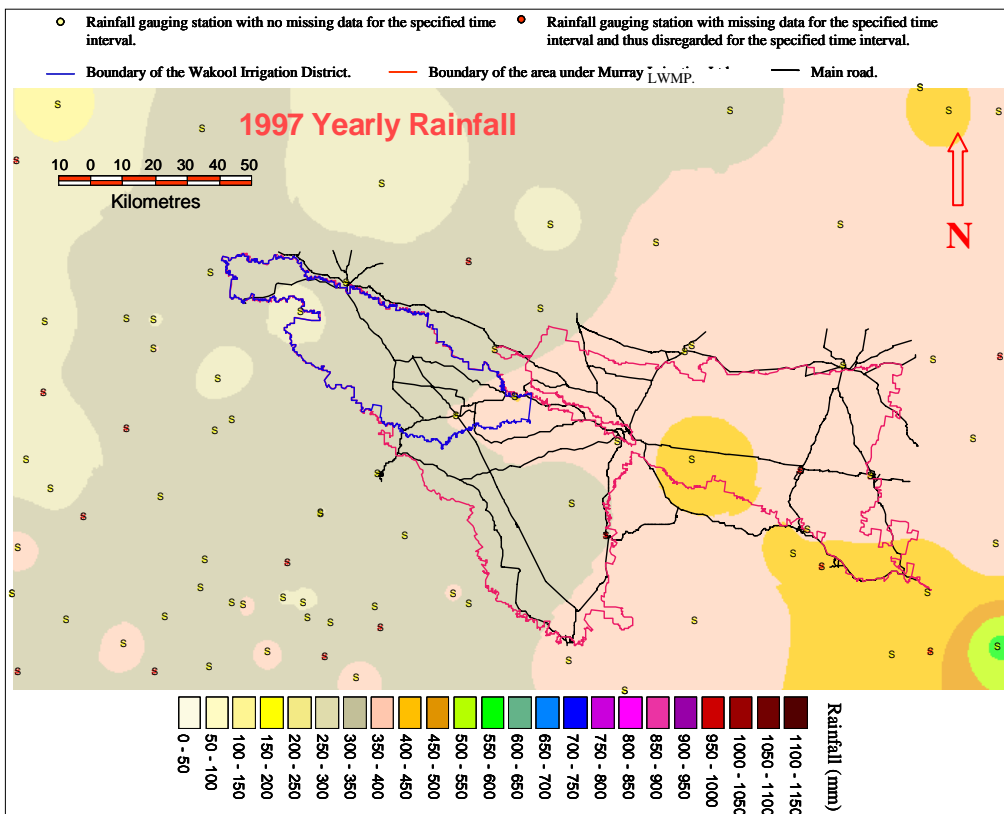 Rainfall gauging station with no missing data for the specified time
interval.
Rainfall gauging station with missing data for the specified time
interval and thus disregarded for the specified time interval.
Boundary of the Wakool Irrigation District.
Boundary of the area under Murray
LWMP.
Main road.
1997 Yearly Rainfall
10 0 10 20 30 40 50
Kilometres
N
0 - 50
50 - 100
100 - 150
150 - 200
200 - 250
250 - 300
300 - 350
350 - 400
400 - 450
450 - 500
500 - 550
550 - 600
600 - 650
650 - 700
700 - 750
750 - 800
800 - 850
850 - 900
900 - 950
950 - 1000
1000 - 1050
1050 - 1100
1100 - 1150
Rainfall (mm)